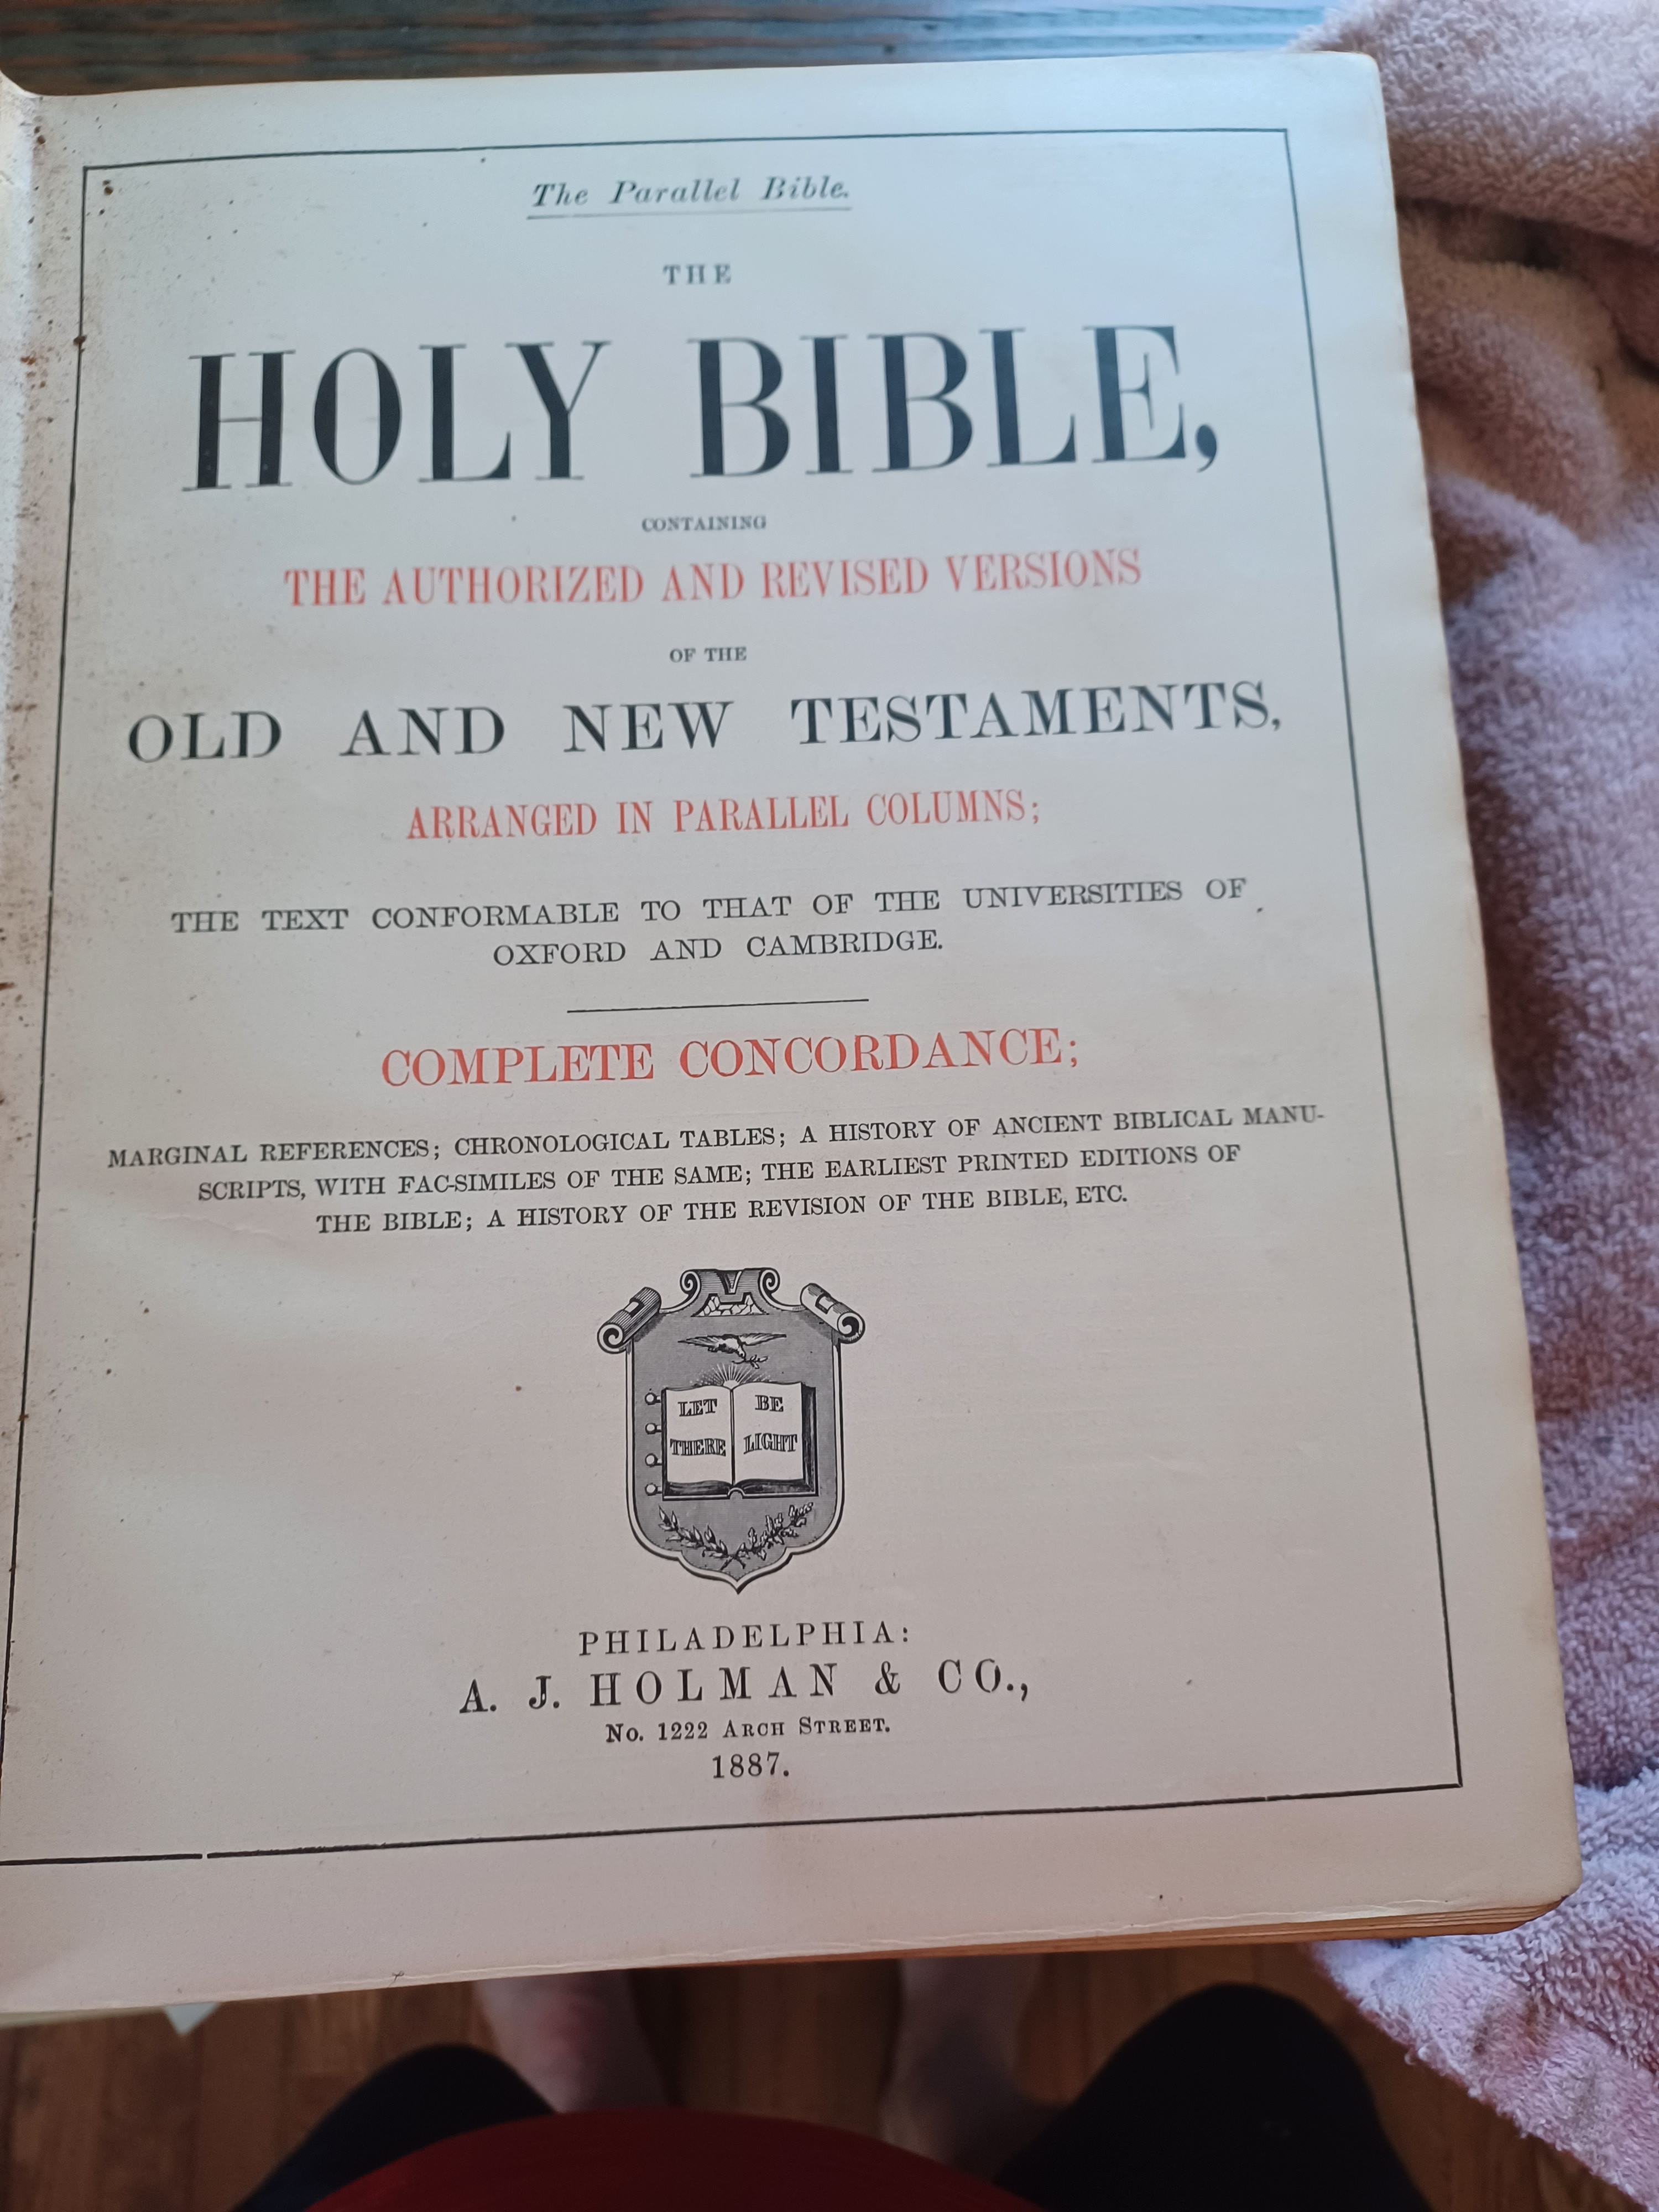 The Parallel Bible.
THE
HOLY BIBLE,
CONTAINING
THE AUTHORIZED AND REVISED VERSIONS
OF THE
OLD AND NEW TESTAMENTS,
ARRANGED IN PARALLEL COLUMNS;
THE TEXT CONFORMABLE TO THAT OF THE UNIVERSITIES OF
OXFORD AND CAMBRIDGE.
COMPLETE CONCORDANCE;
MARGINAL REFERENCES; CHRONOLOGICAL TABLES; A HISTORY OF ANCIENT BIBLICAL MANU-
SCRIPTS, WITH FAC-SIMILES OF THE SAME; THE EARLIEST PRINTED EDITIONS OF
THE BIBLE; A HISTORY OF THE REVISION OF THE BIBLE, ETC.
LET
THERE
BE
LIGHT
PHILADELPHIA:
A. J. HOLMAN & CO.,
No. 1222 ARCH STREET.
1887.